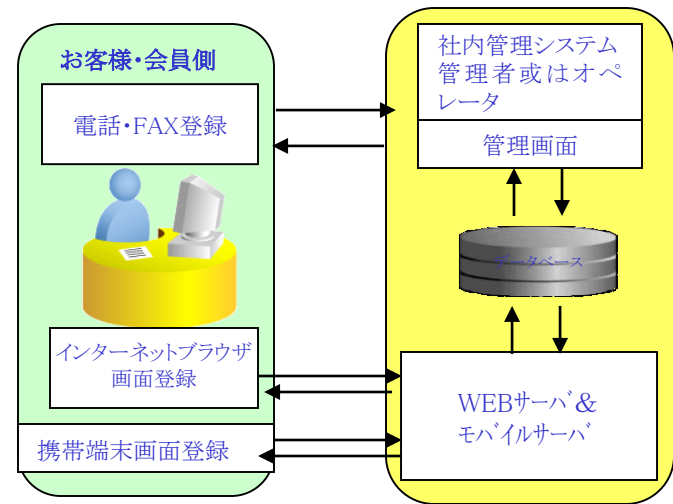 お客様・会員側
電話・FAX登録
インターネットブラウザ
画面登録
携帯端末画面登録
社内管理システム
管理者或はオペ
レータ
管理画面
データベース
WEBサーバ&
モバイルサーバ